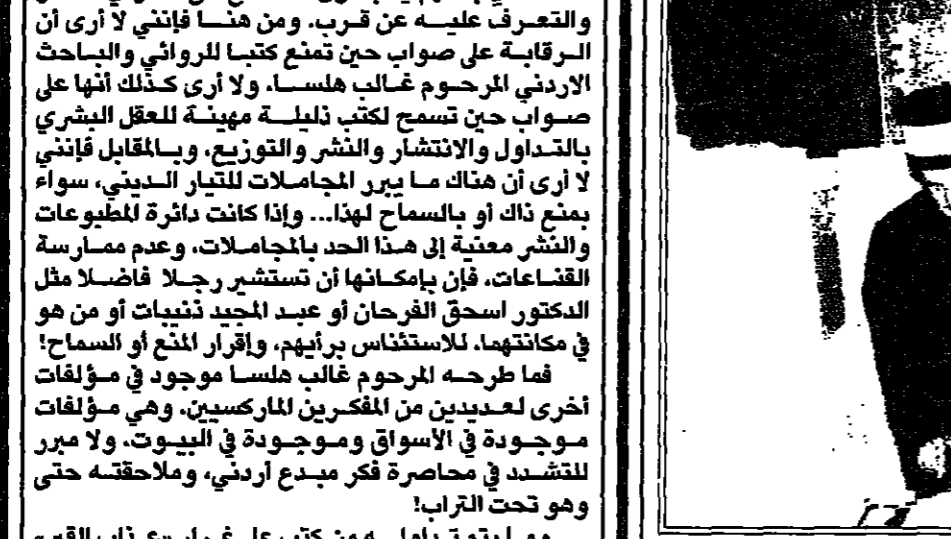 والتعرف عليه عن قرب. ومن هنا فإنني لا أرى أن
الرقابة على صواب حين تمنع كتبا للروائي والباحث
الاردني المرحوم غالب هلسا. ولا أرى كذلك أنها على
صواب حين تسمح لكتب ذليلة مهينة للعقل البشري
بالتداول والانتشار والنشر والتوزيع. وبالمقابل فإنني
لا أرى أن هناك ما يبرر المجاملات للتيار الديني، سواء
بمنع ذاك أو بالسماح لهذا... وإذا كانت دائرة المطبوعات
والنشر معنية إلى هذا الحد بالمجاملات، وعدم ممارسة
القناعات، فإن بإمكانها أن تستشير رجلا فاضلا مثل
الدكتور اسحق الفرحان أو عبد المجيد ذنيبات أو من هو
في مكانتهما. للاستئناس برأيهم، وإقرار المنع أو السماح!
فما طرحه المرحوم غالب هلسا موجود في مؤلفات
أخرى لعديدين من المفكرين الماركسيين. وهي مؤلفات
موجودة في الأسواق وموجودة في البيوت. ولا مبرر
للتشدد في محاصرة فكر مبدع أردني، وملاحقته حتى
وهو تحت التراب!
من كتب على